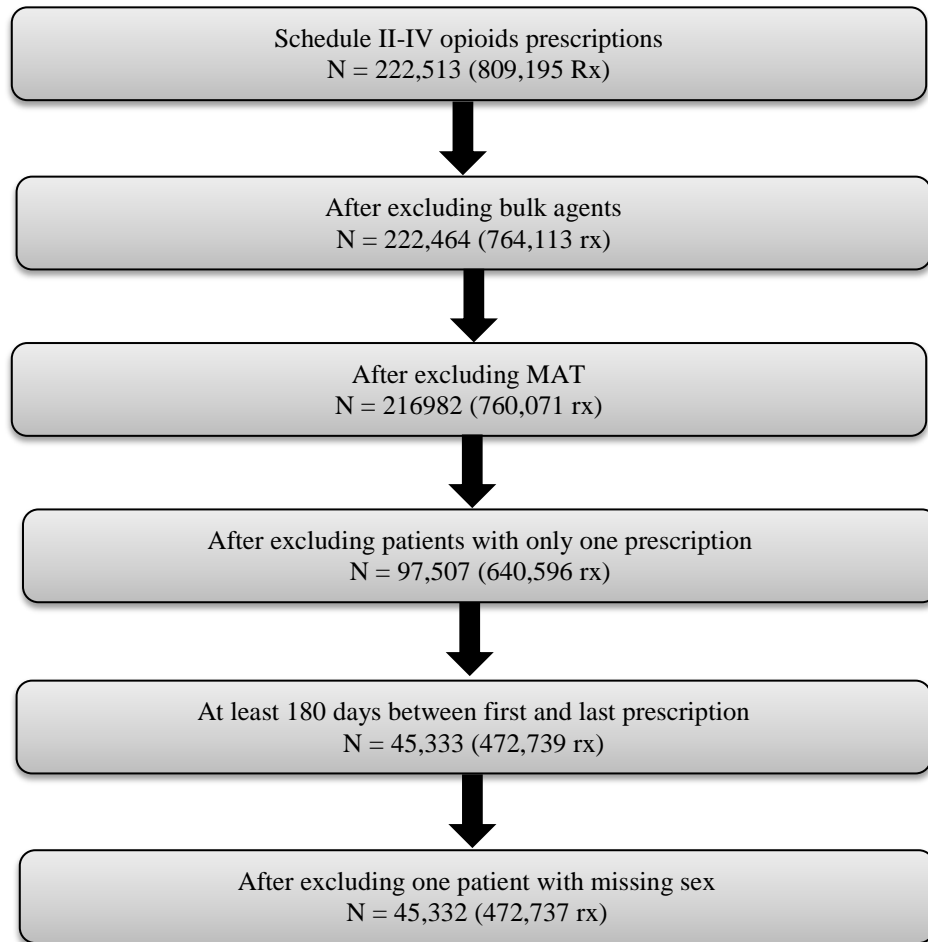 Schedule II-IV opioids prescriptions
N = 222,513 (809,195 Rx)
After excluding bulk agents
N = 222,464 (764,113 rx)
After excluding MAT
N = 216982 (760,071 rx)
After excluding patients with only one prescription
N = 97,507 (640,596 rx)
At least 180 days between first and last prescription
N = 45,333 (472,739 rx)
After excluding one patient with missing sex
N = 45,332 (472,737 rx)